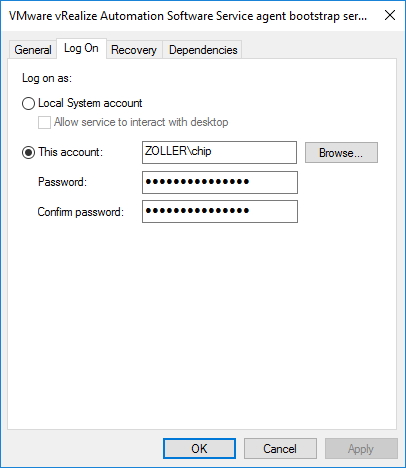 VMware vRealize Automation Software Service agent bootstrap ser...
General
Log On
Recovery
Dependencies
Log on as:
Local System account
Allow service to interact with desktop
This account:
ZOLLER\chip
Browse...
Password:
●●●●●●●●●●●●●●●
Confirm password:
●●●●●●●●●●●●●●●
OK
Cancel
Apply